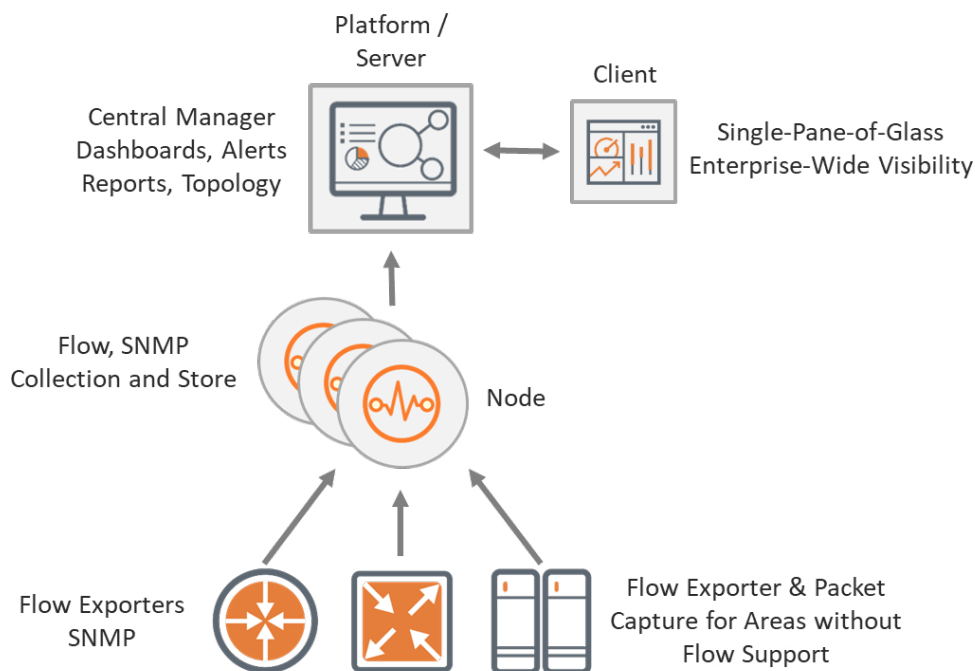 Platform /
Server
Client
Central Manager
Dashboards, Alerts
Reports, Topology
Single-Pane-of-Glass
Enterprise-Wide Visibility
Flow, SNMP
Collection and Store
Node
Flow Exporters
SNMP
Flow Exporter & Packet
Capture for Areas without
Flow Support